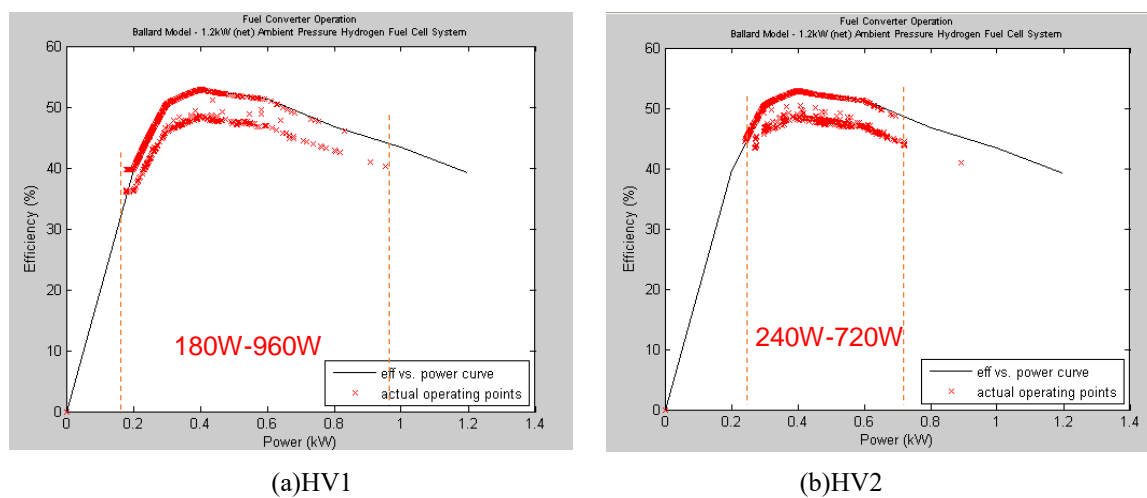 Fuel Converter Operation
Ballard Model - 1.2kW (net) Ambient Pressure Hydrogen Fuel Cell System
60
50
40
30
20
10
0
Efficiency (%)
180W-960W
eff vs. power curve
actual operating points
0 0.2 0.4 0.6 0.8 1 1.2 1.4
Power (kW)
(a)HV1
Fuel Converter Operation
Ballard Model - 1.2kW (net) Ambient Pressure Hydrogen Fuel Cell System
60
50
40
30
20
10
0
Efficiency (%)
240W-720W
eff vs. power curve
actual operating points
0 0.2 0.4 0.6 0.8 1 1.2 1.4
Power (kW)
(b)HV2